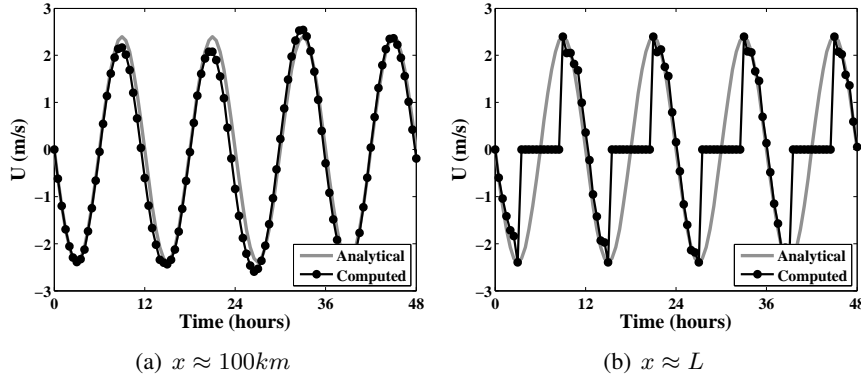 3
2
1
0
−1
−2
−3
U (m/s)
0
12
24
36
48
Time (hours)
Analytical
Computed
(a) x ≈ 100km
3
2
1
0
−1
−2
−3
U (m/s)
0
12
24
36
48
Time (hours)
Analytical
Computed
(b) x ≈ L